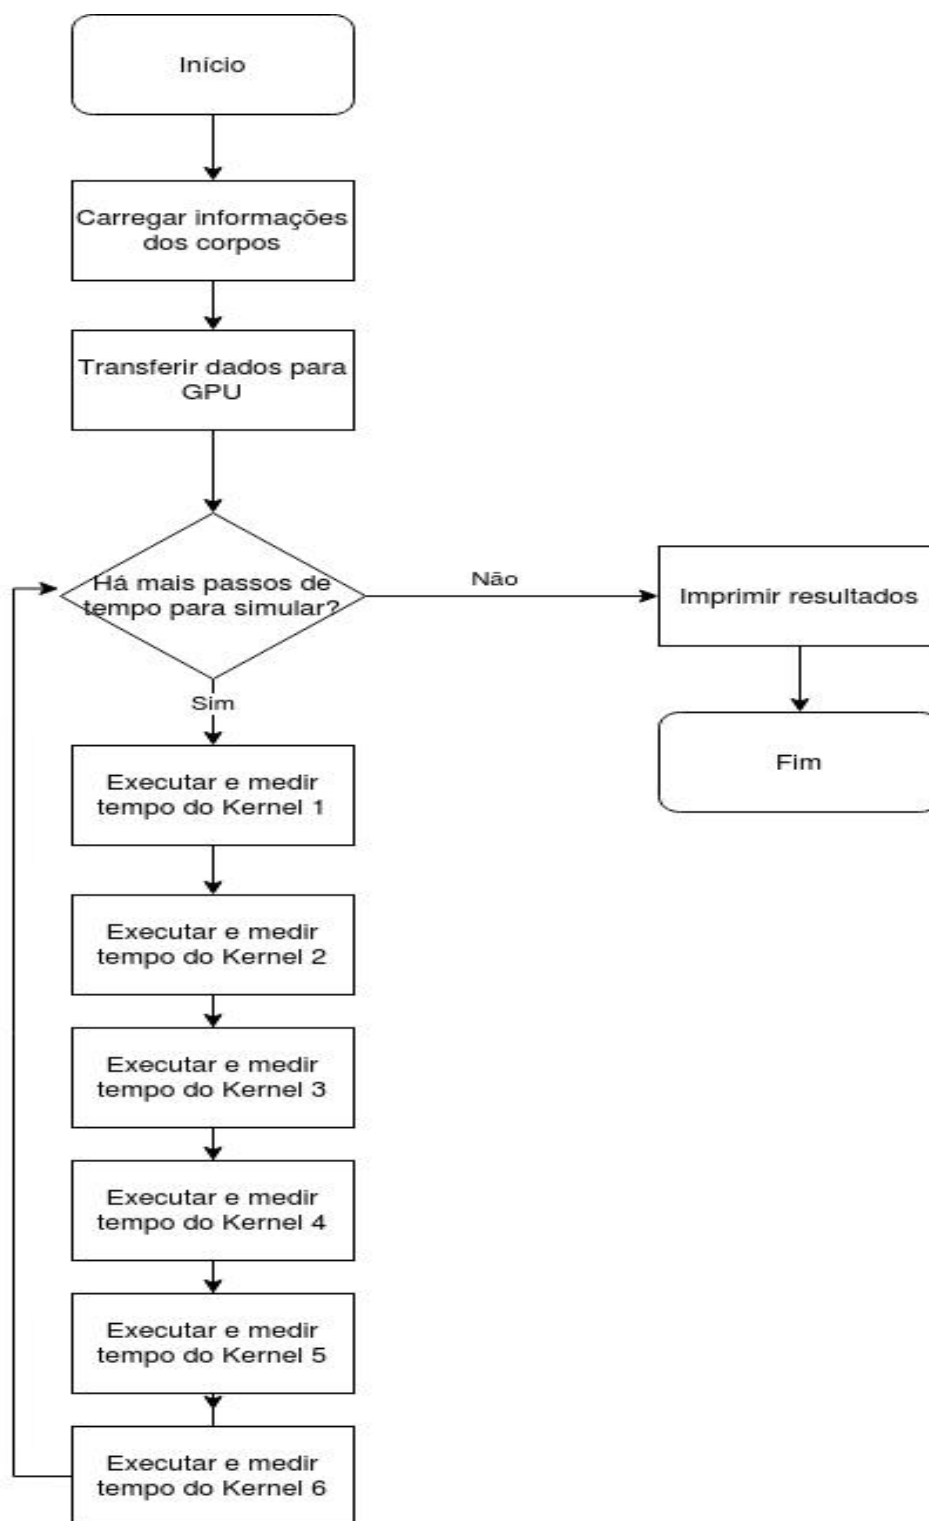 Início
Carregar informações
dos corpos
Transferir dados para
GPU
Há mais passos de
tempo para simular?
Não
Imprimir resultados
Fim
Sim
Executar e medir
tempo do Kernel 1
Executar e medir
tempo do Kernel 2
Executar e medir
tempo do Kernel 3
Executar e medir
tempo do Kernel 4
Executar e medir
tempo do Kernel 5
Executar e medir
tempo do Kernel 6